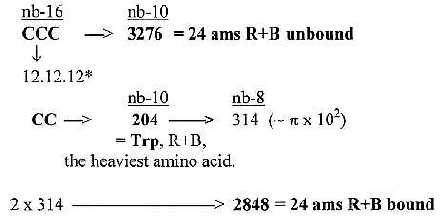 nb-16 nb-10
CCC —> 3276 = 24 ams R+B unbound
↓
12.12.12*
nb-10 nb-8
CC —> 204 —> 314 (~ π x 10²)
= Trp, R+B,
the heaviest amino acid.
2 x 314 —> 2848 = 24 ams R+B bound